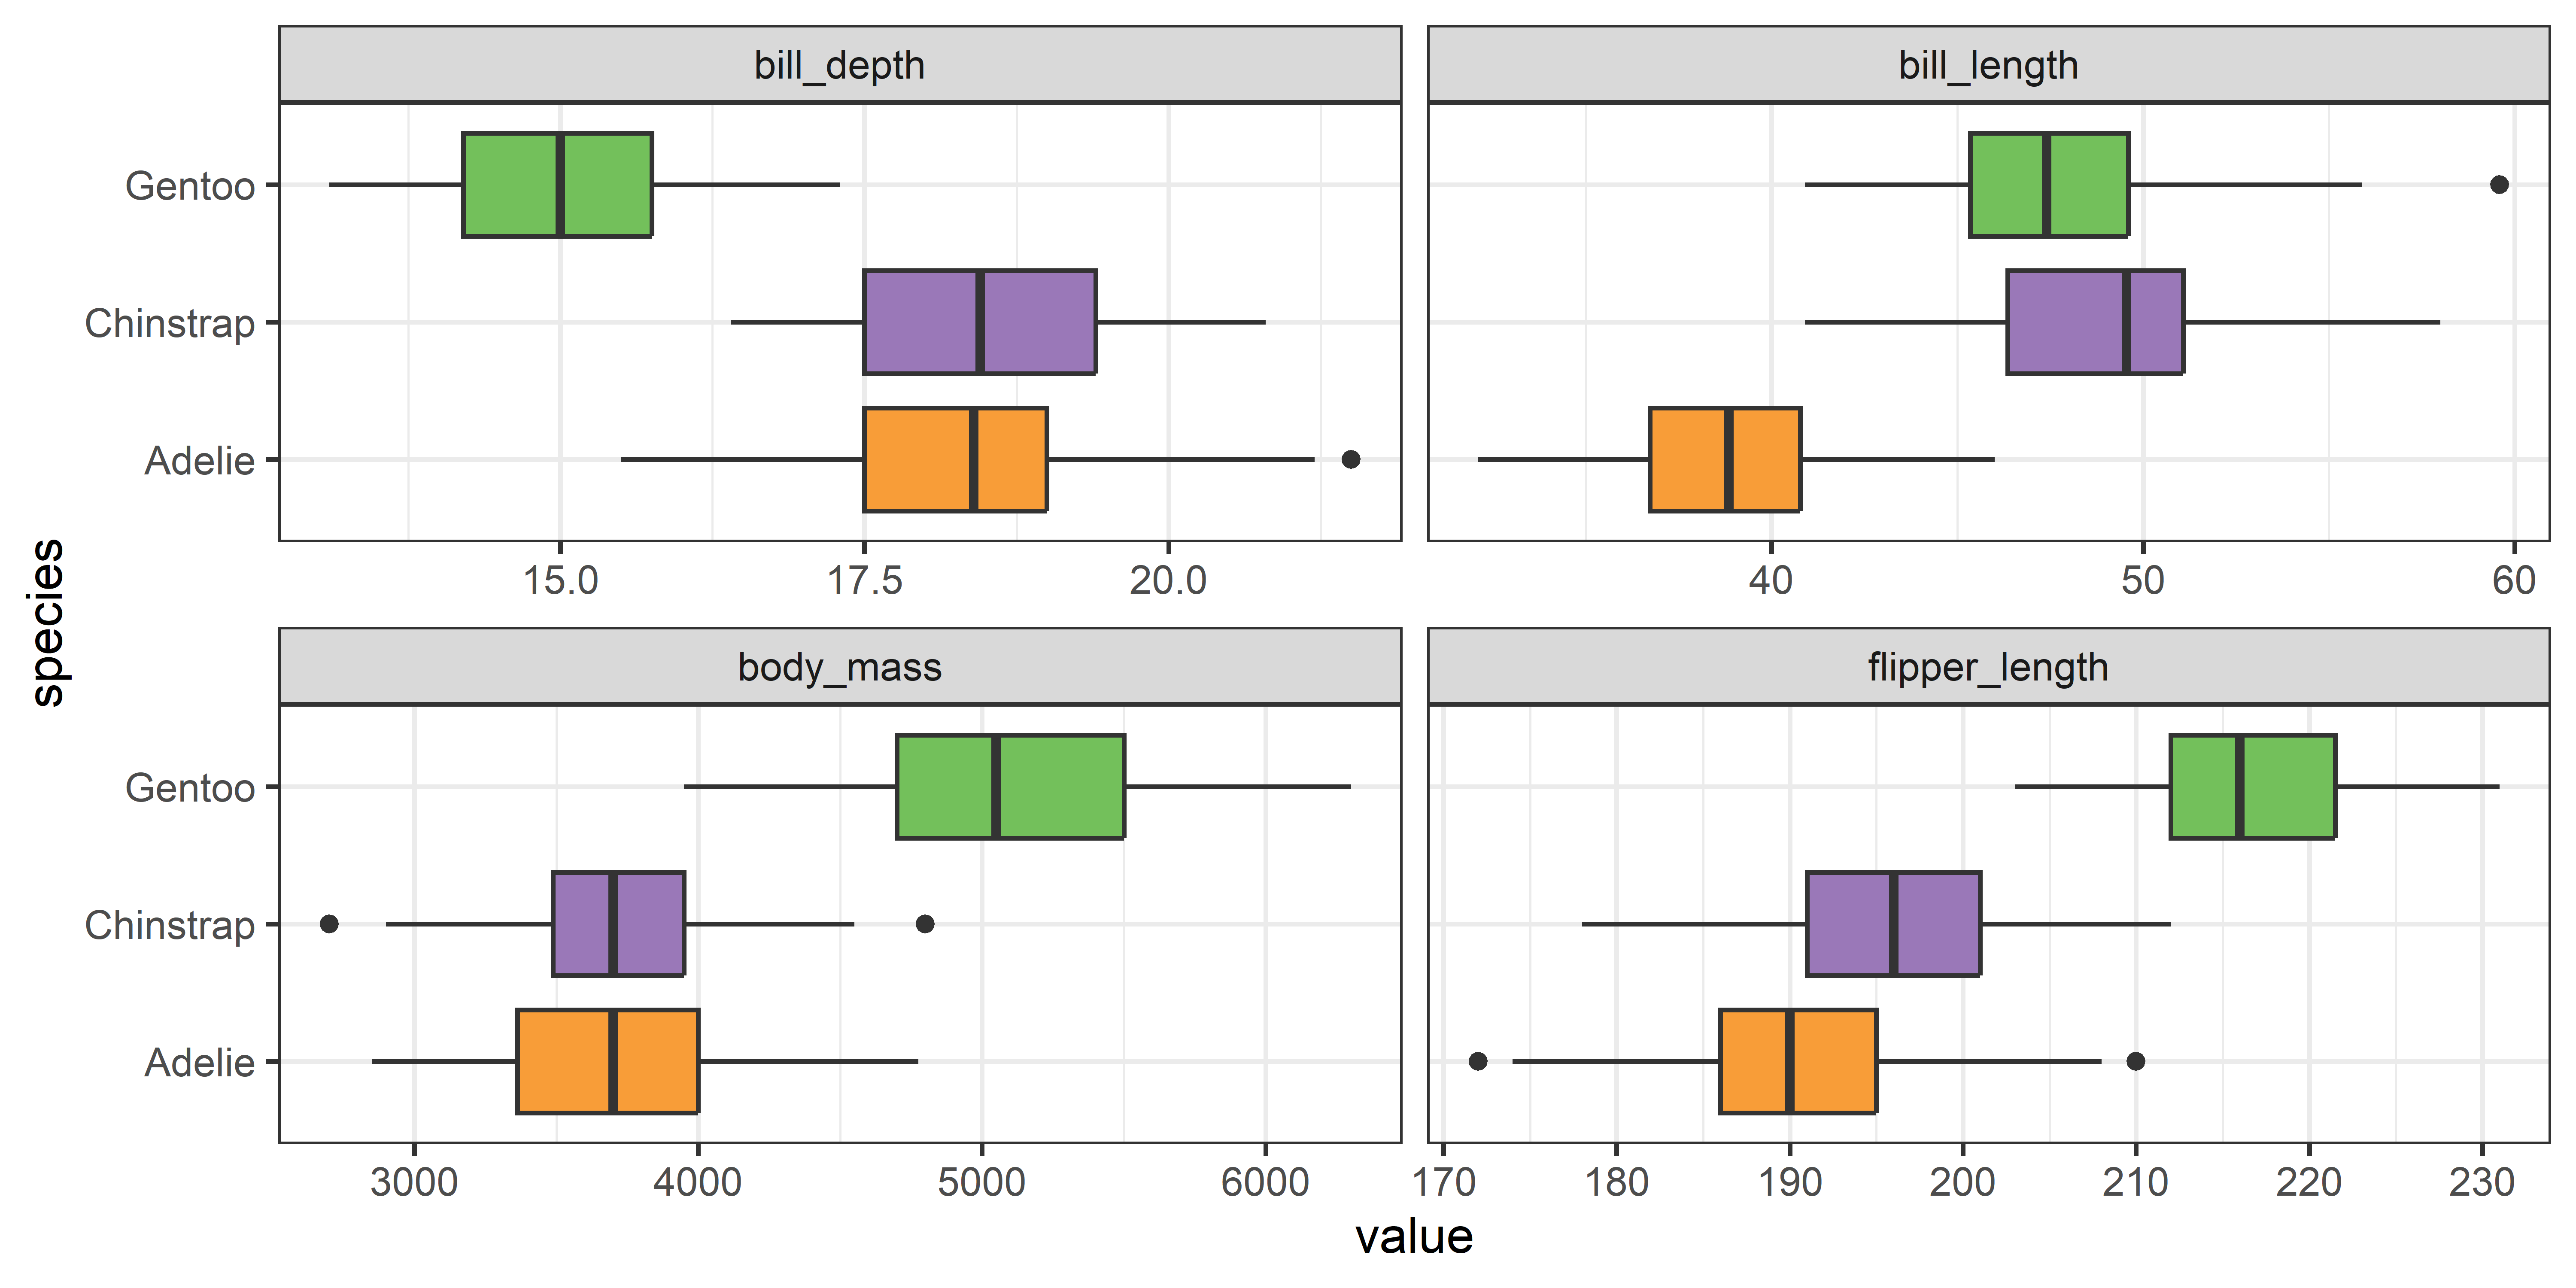 bill_depth
bill_length
Gentoo
Chinstrap
Adelie
15.0 17.5 20.0
40 50 60
species
body_mass
flipper_length
Gentoo
Chinstrap
Adelie
3000 4000 5000 6000
170 180 190 200 210 220 230
value